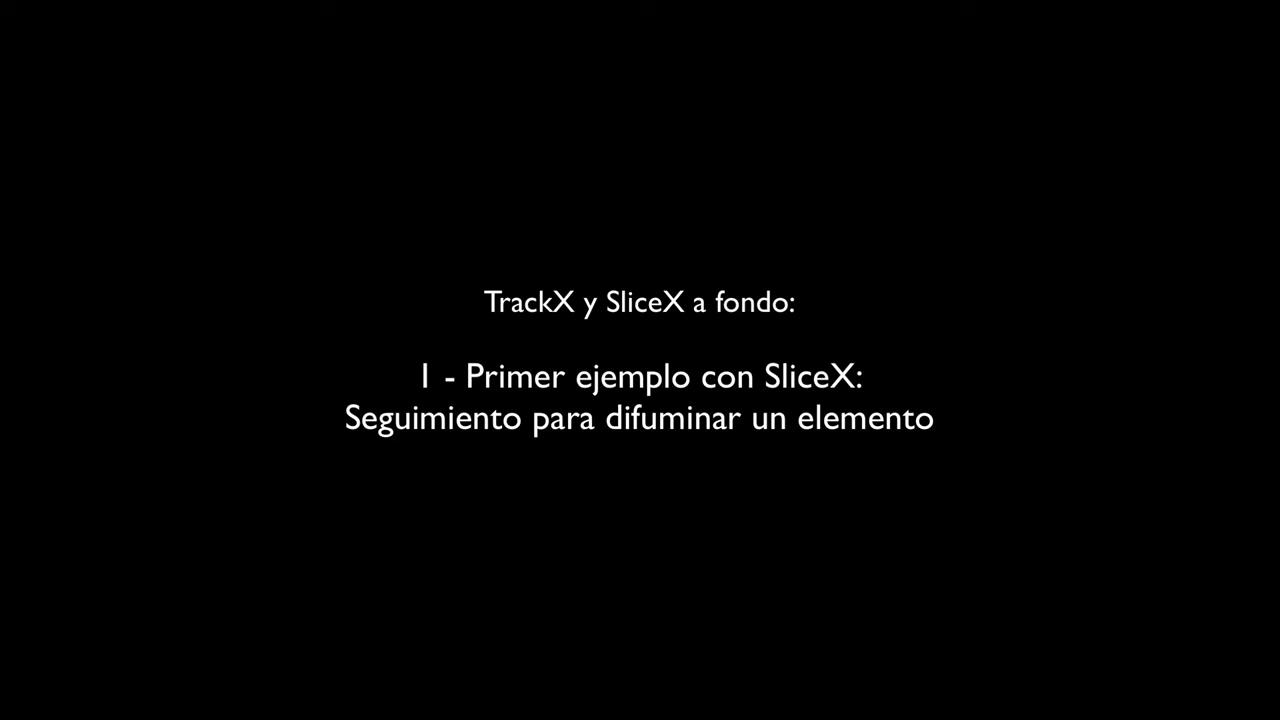 TrackX y SliceX a fondo:
1 - Primer ejemplo con SliceX:
Seguimiento para difuminar un elemento